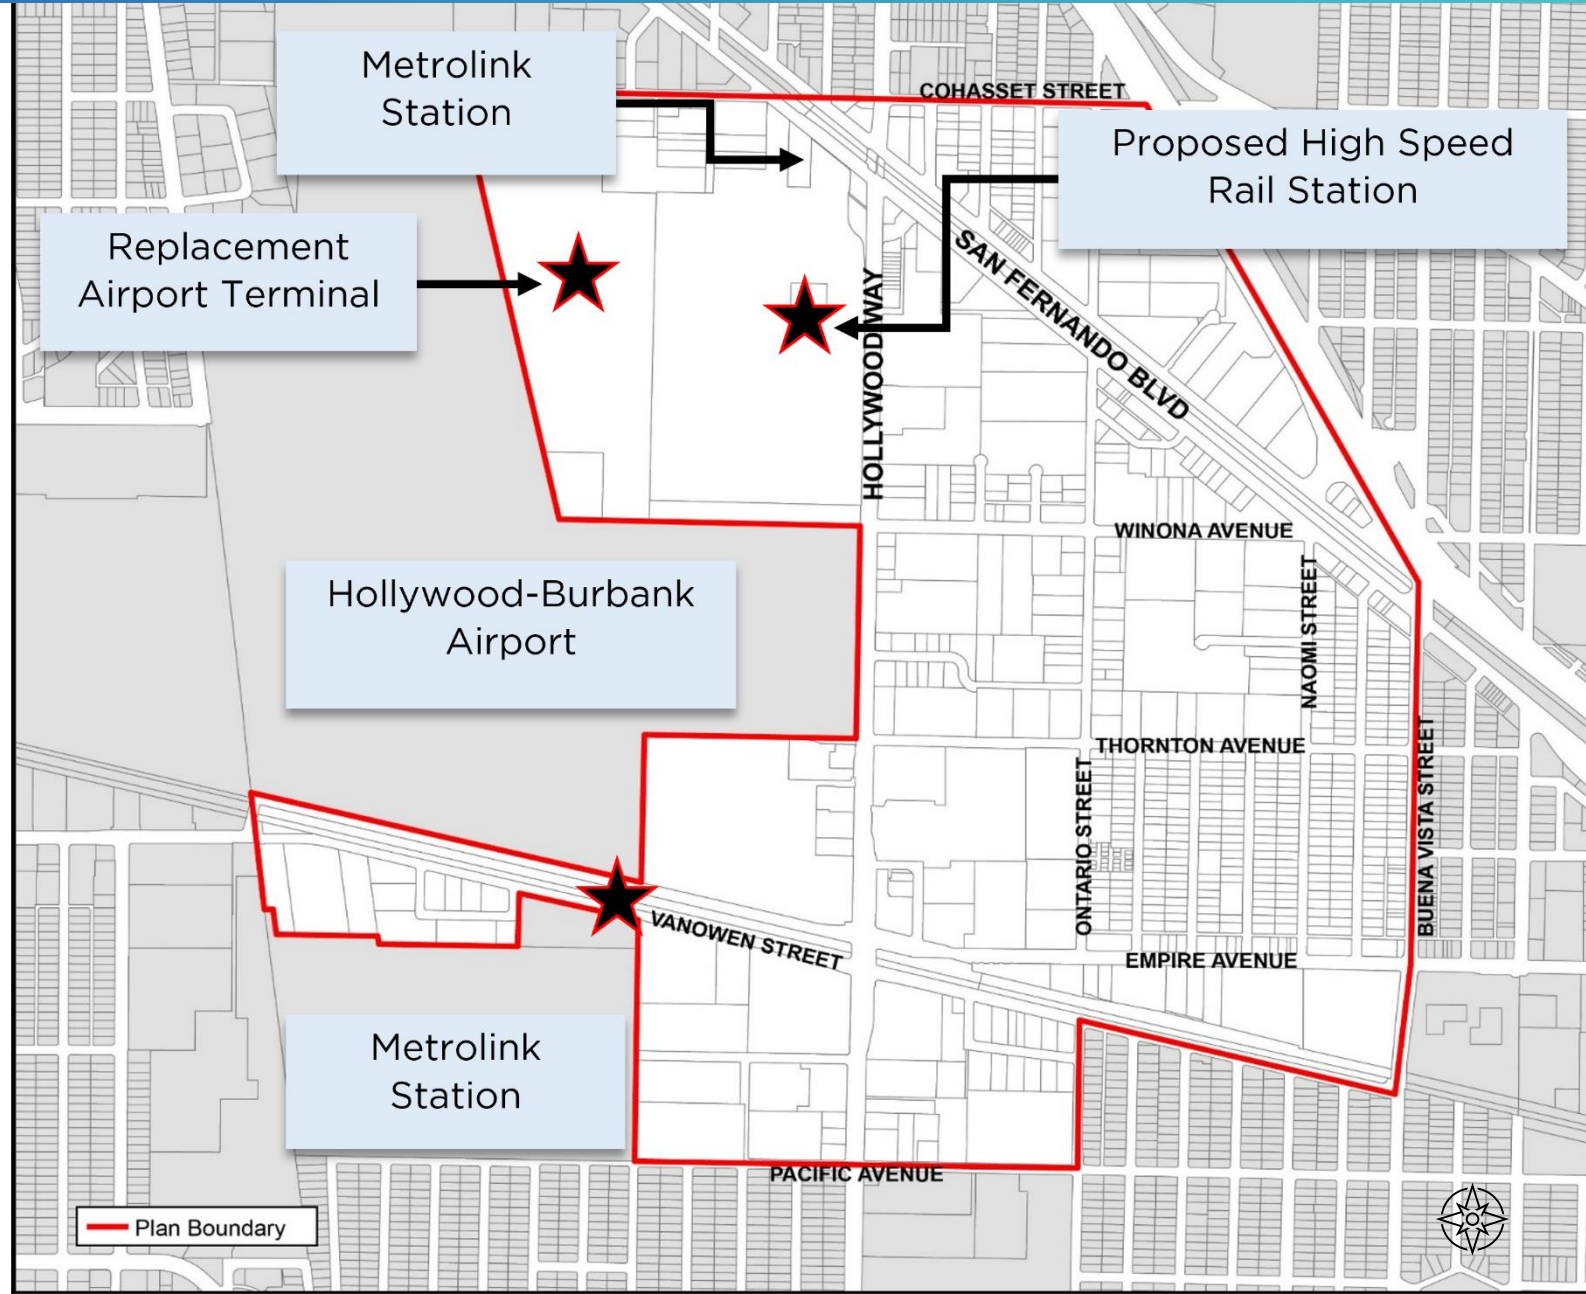 Metrolink
Station
COHASSET STREET
Proposed High Speed
Rail Station
Replacement
Airport Terminal
SAN FERNANDO BLVD
HOLLYWOOD WAY
WINONA AVENUE
Hollywood-Burbank
Airport
NAOMI STREET
THORNTON AVENUE
BUENA VISTA STREET
ONTARIO STREET
VANOWEN STREET
EMPIRE AVENUE
Metrolink
Station
PACIFIC AVENUE
Plan Boundary